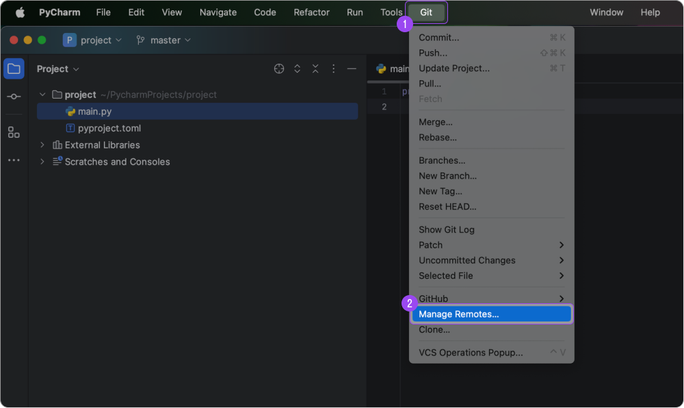 PyCharm File Edit View Navigate Code Refactor Run Tools Git Window Help
1
P project master
Project
project ~/PycharmProjects/project
main.py
pyproject.toml
External Libraries
Scratches and Consoles
main
1 p
2
Commit... ⌘ K
Push... ⇧ ⌘ K
Update Project... ⌘ T
Pull...
Fetch
Merge...
Rebase...
Branches...
New Branch...
New Tag...
Reset HEAD...
Show Git Log
Patch
Uncommitted Changes
Selected File
2
GitHub
Manage Remotes...
Clone...
VCS Operations Popup... ^ V